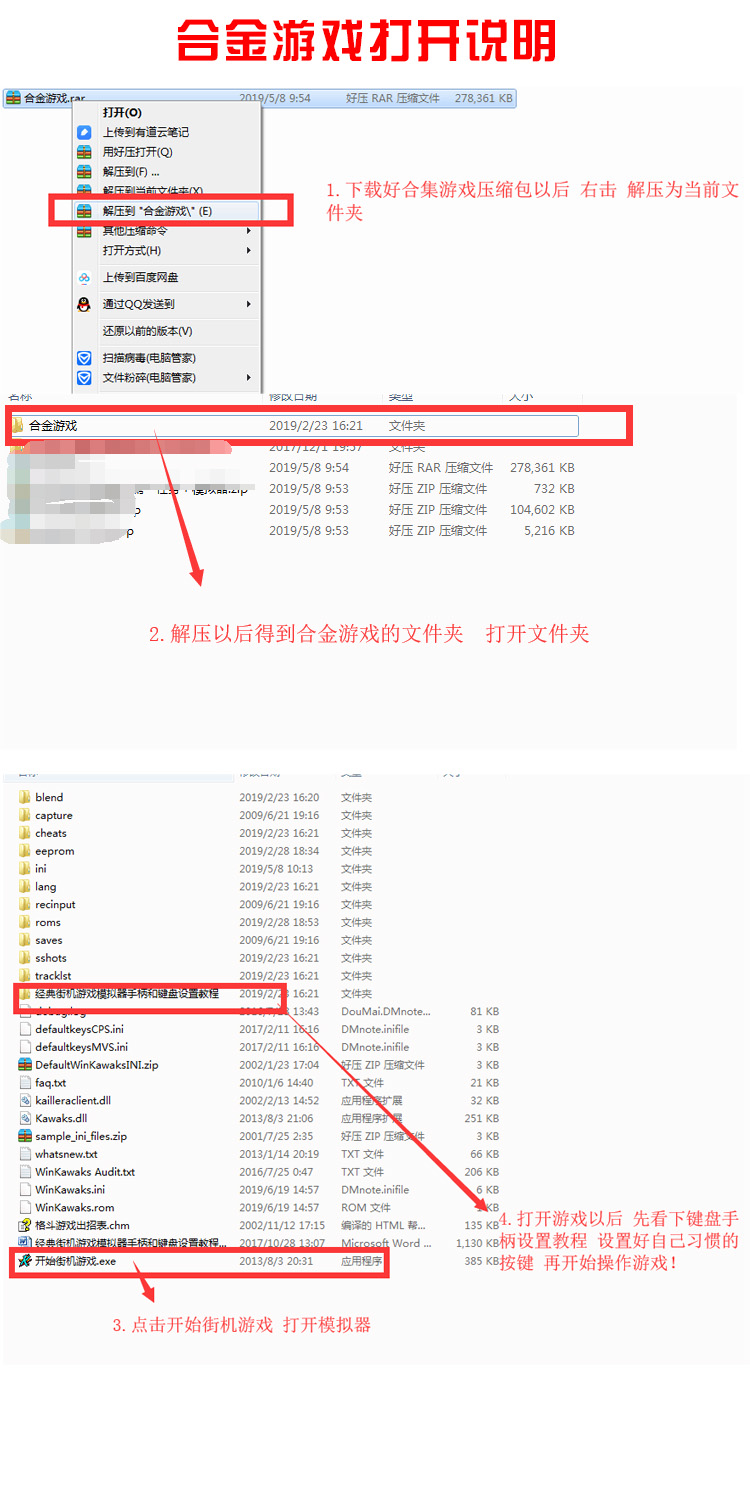 合金游戏打开说明
合金游戏.rar 2019/5/8 9:54 好压 RAR 压缩文件 278,361 KB
打开(O)
上传到有道云笔记
用好压打开(Q)
解压到(F) ...
解压到当前文件夹(X)
解压到 "合金游戏\" (E)
其他压缩命令
打开方式(H)
上传到百度网盘
通过QQ发送到
还原以前的版本(V)
扫描病毒(电脑管家)
文件粉碎(电脑管家)
1.下载好合集游戏压缩包以后 右击 解压为当前文
件夹
名称 修改日期 类型 大小
合金游戏 2019/2/23 16:21 文件夹
2017/12/1 19:57 文件夹
2019/5/8 9:54 好压 RAR 压缩文件 278,361 KB
模拟器.zip 2019/5/8 9:53 好压 ZIP 压缩文件 732 KB
p 2019/5/8 9:53 好压 ZIP 压缩文件 104,602 KB
p 2019/5/8 9:53 好压 ZIP 压缩文件 5,216 KB
2.解压以后得到合金游戏的文件夹 打开文件夹
名称 修改日期 类型 大小
blend 2019/2/23 16:20 文件夹
capture 2009/6/21 19:16 文件夹
cheats 2019/2/23 16:21 文件夹
eeprom 2019/2/28 18:34 文件夹
ini 2019/5/8 10:13 文件夹
lang 2019/2/23 16:21 文件夹
recinput 2009/6/21 19:16 文件夹
roms 2019/2/28 18:53 文件夹
saves 2009/6/21 19:16 文件夹
sshots 2019/2/23 16:21 文件夹
tracklst 2019/2/23 16:21 文件夹
经典街机游戏模拟器手柄和键盘设置教程 2019/2/23 16:21 文件夹
debug.log 13:43 DouMai.DMnote... 81 KB
defaultkeysCPS.ini 2017/2/11 16:16 DMnote.inifile 3 KB
defaultkeysMVS.ini 2017/2/11 16:16 DMnote.inifile 3 KB
DefaultWinKawaksINI.zip 2002/1/23 17:04 好压 ZIP 压缩文件 3 KB
faq.txt 2010/1/6 14:40 TXT 文件 21 KB
kailleraclient.dll 2002/2/13 14:52 应用程序扩展 32 KB
Kawaks.dll 2013/8/3 21:06 应用程序扩展 251 KB
sample_ini_files.zip 2001/7/25 2:35 好压 ZIP 压缩文件 3 KB
whatsnew.txt 2013/1/14 20:19 TXT 文件 66 KB
WinKawaks Audit.txt 2016/7/25 0:47 TXT 文件 206 KB
WinKawaks.ini 2019/6/19 14:57 DMnote.inifile 6 KB
WinKawaks.rom 2019/6/19 14:57 ROM 文件 KB
格斗游戏出招表.chm 2002/11/12 17:15 编译的 HTML 帮... 135 KB
经典街机游戏模拟器手柄和键盘设置教程... 2017/10/28 13:07 Microsoft Word ... 1,130 KB
开始街机游戏.exe 2013/8/3 20:31 应用程序 385 KB
4.打开游戏以后 先看下键盘手
柄设置教程 设置好自己习惯的
按键 再开始操作游戏!
3.点击开始街机游戏 打开模拟器